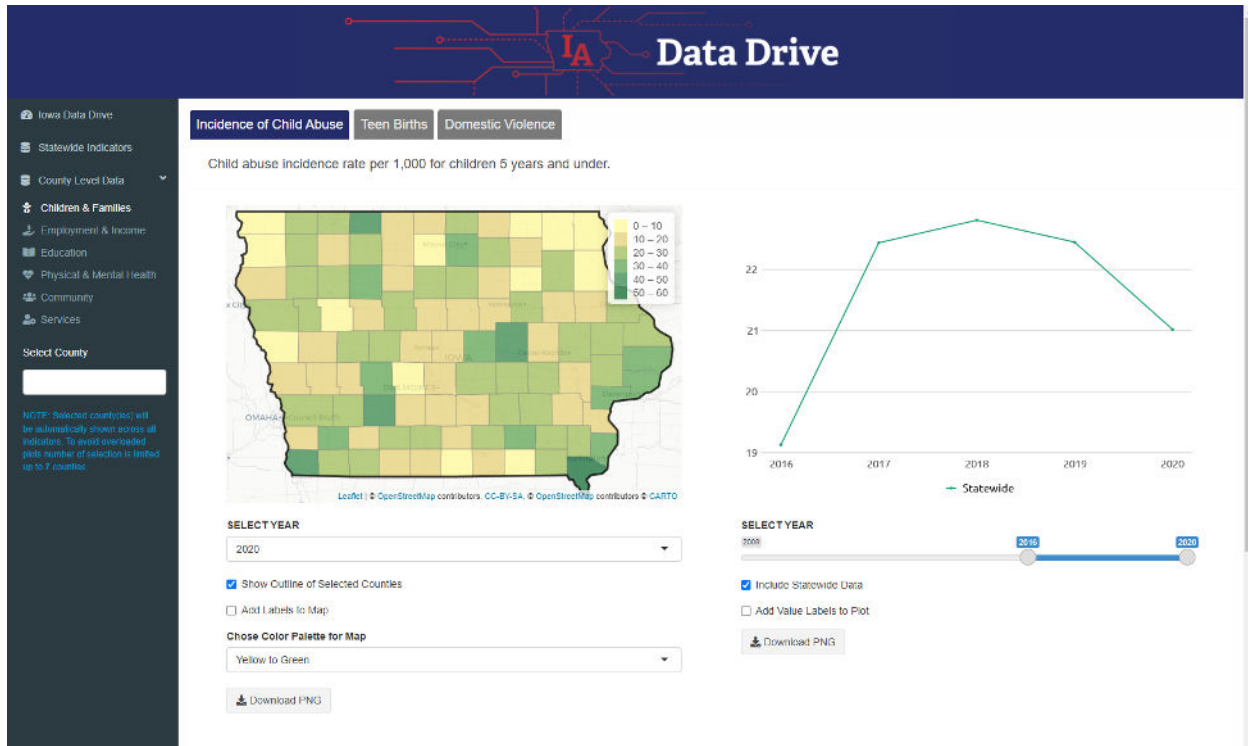 IA Data Drive
Iowa Data Drive
Statewide Indicators
County Level Data
Children & Families
Employment & Income
Education
Physical & Mental Health
Community
Services
Select County
NOTE: Selected county(ies) will
be automatically shown across all
indicators. To avoid overloaded
plots number of selection is limited
up to 7 counties.
Incidence of Child Abuse
Teen Births
Domestic Violence
Child abuse incidence rate per 1,000 for children 5 years and under.
0 – 10
10 – 20
20 – 30
30 – 40
40 – 50
50 – 60
IOWA
OMAHA
Leaflet | © OpenStreetMap contributors, CC-BY-SA, © OpenStreetMap contributors © CARTO
SELECT YEAR
2020
Show Outline of Selected Counties
Add Labels to Map
Chose Color Palette for Map
Yellow to Green
Download PNG
22
21
20
19
2016 2017 2018 2019 2020
Statewide
SELECT YEAR
2016 2020
Include Statewide Data
Add Value Labels to Plot
Download PNG